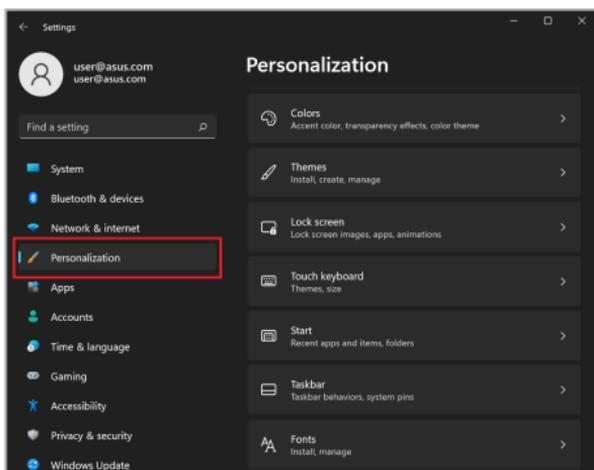 Settings
user@asus.com
user@asus.com
Find a setting
System
Bluetooth & devices
Network & internet
Personalization
Apps
Accounts
Time & language
Gaming
Accessibility
Privacy & security
Windows Update
Personalization
Colors
Accent color, transparency effects, color theme
Themes
Install, create, manage
Lock screen
Lock screen images, apps, animations
Touch keyboard
Themes, size
Start
Recent apps and items, folders
Taskbar
Taskbar behaviors, system pins
Fonts
Install, manage